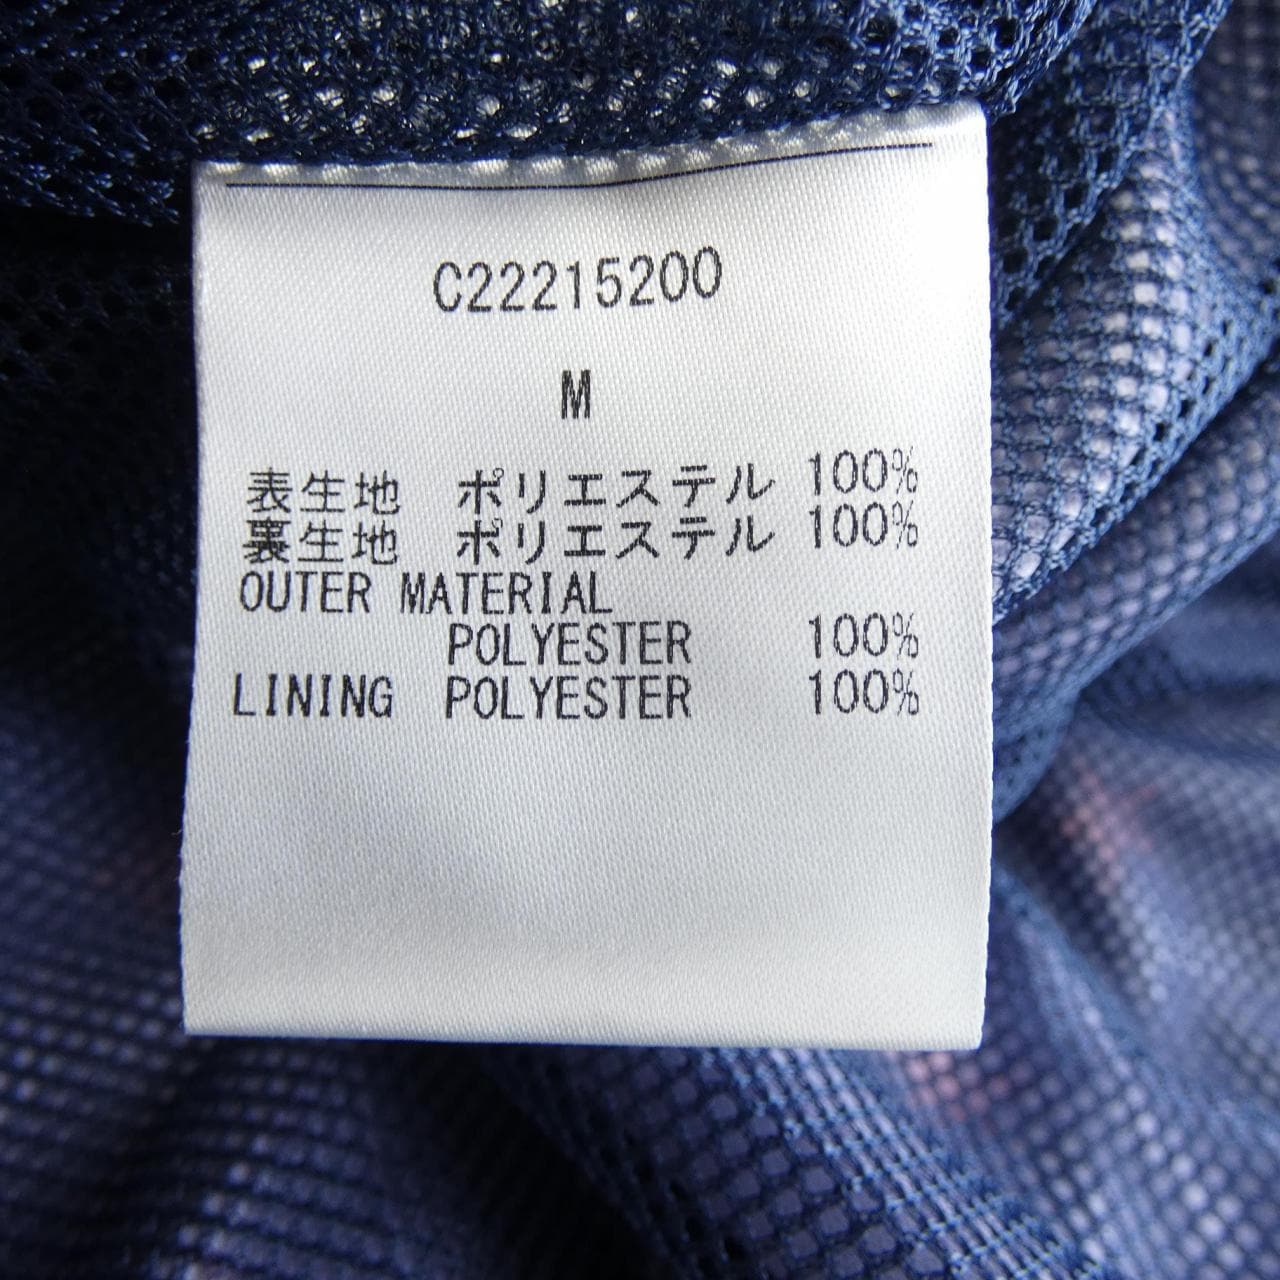 C22215200
M
表生地 ポリエステル 100%
裏生地 ポリエステル 100%
OUTER MATERIAL
POLYESTER 100%
LINING POLYESTER 100%